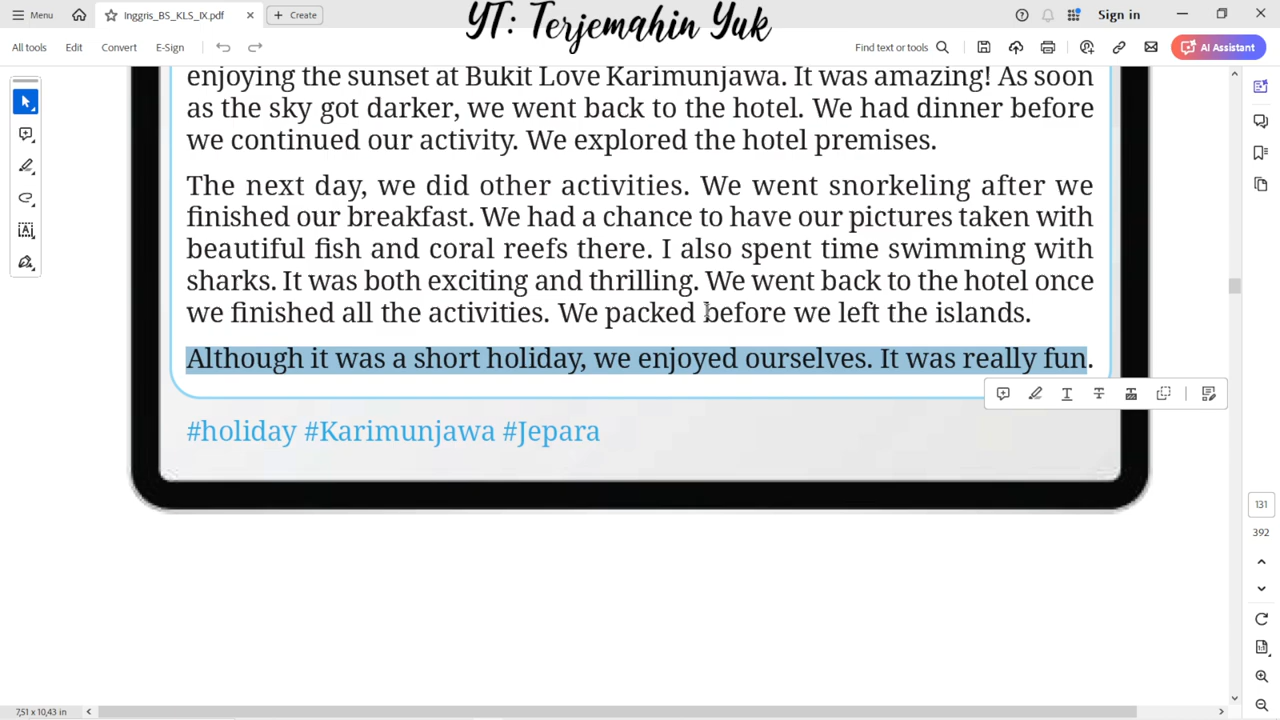 Menu
Inggris_BS_KLS_IX.pdf
Create
YT: Terjemahin Yuk
Sign in
All tools
Edit
Convert
E-Sign
Find text or tools
AI Assistant
enjoying the sunset at Bukit Love Karimunjawa. It was amazing! As soon
as the sky got darker, we went back to the hotel. We had dinner before
we continued our activity. We explored the hotel premises.
The next day, we did other activities. We went snorkeling after we
finished our breakfast. We had a chance to have our pictures taken with
beautiful fish and coral reefs there. I also spent time swimming with
sharks. It was both exciting and thrilling. We went back to the hotel once
we finished all the activities. We packed before we left the islands.
Although it was a short holiday, we enjoyed ourselves. It was really fun.
#holiday #Karimunjawa #Jepara
131
392
7,51 x 10,43 in